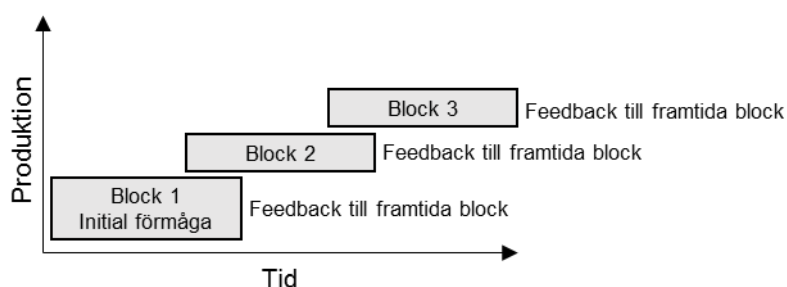 Produktion
Block 3
Feedback till framtida block
Block 2
Feedback till framtida block
Block 1
Initial förmåga
Feedback till framtida block
Tid